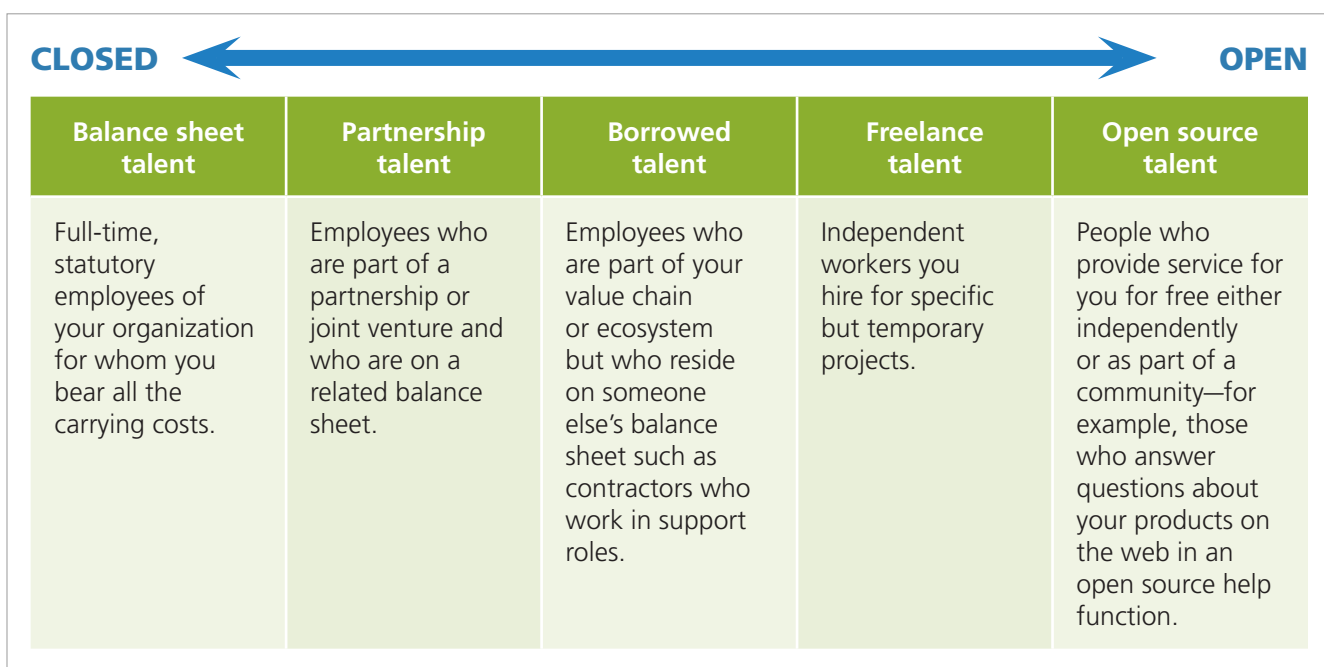 CLOSED OPEN
Balance sheet
talent
Partnership
talent
Borrowed
talent
Freelance
talent
Open source
talent
Full-time,
statutory
employees of
your organization
for whom you
bear all the
carrying costs.
Employees who
are part of a
partnership or
joint venture and
who are on a
related balance
sheet.
Employees who
are part of your
value chain
or ecosystem
but who reside
on someone
else’s balance
sheet such as
contractors who
work in support
roles.
Independent
workers you
hire for specific
but temporary
projects.
People who
provide service for
you for free either
independently
or as part of a
community—for
example, those
who answer
questions about
your products on
the web in an
open source help
function.